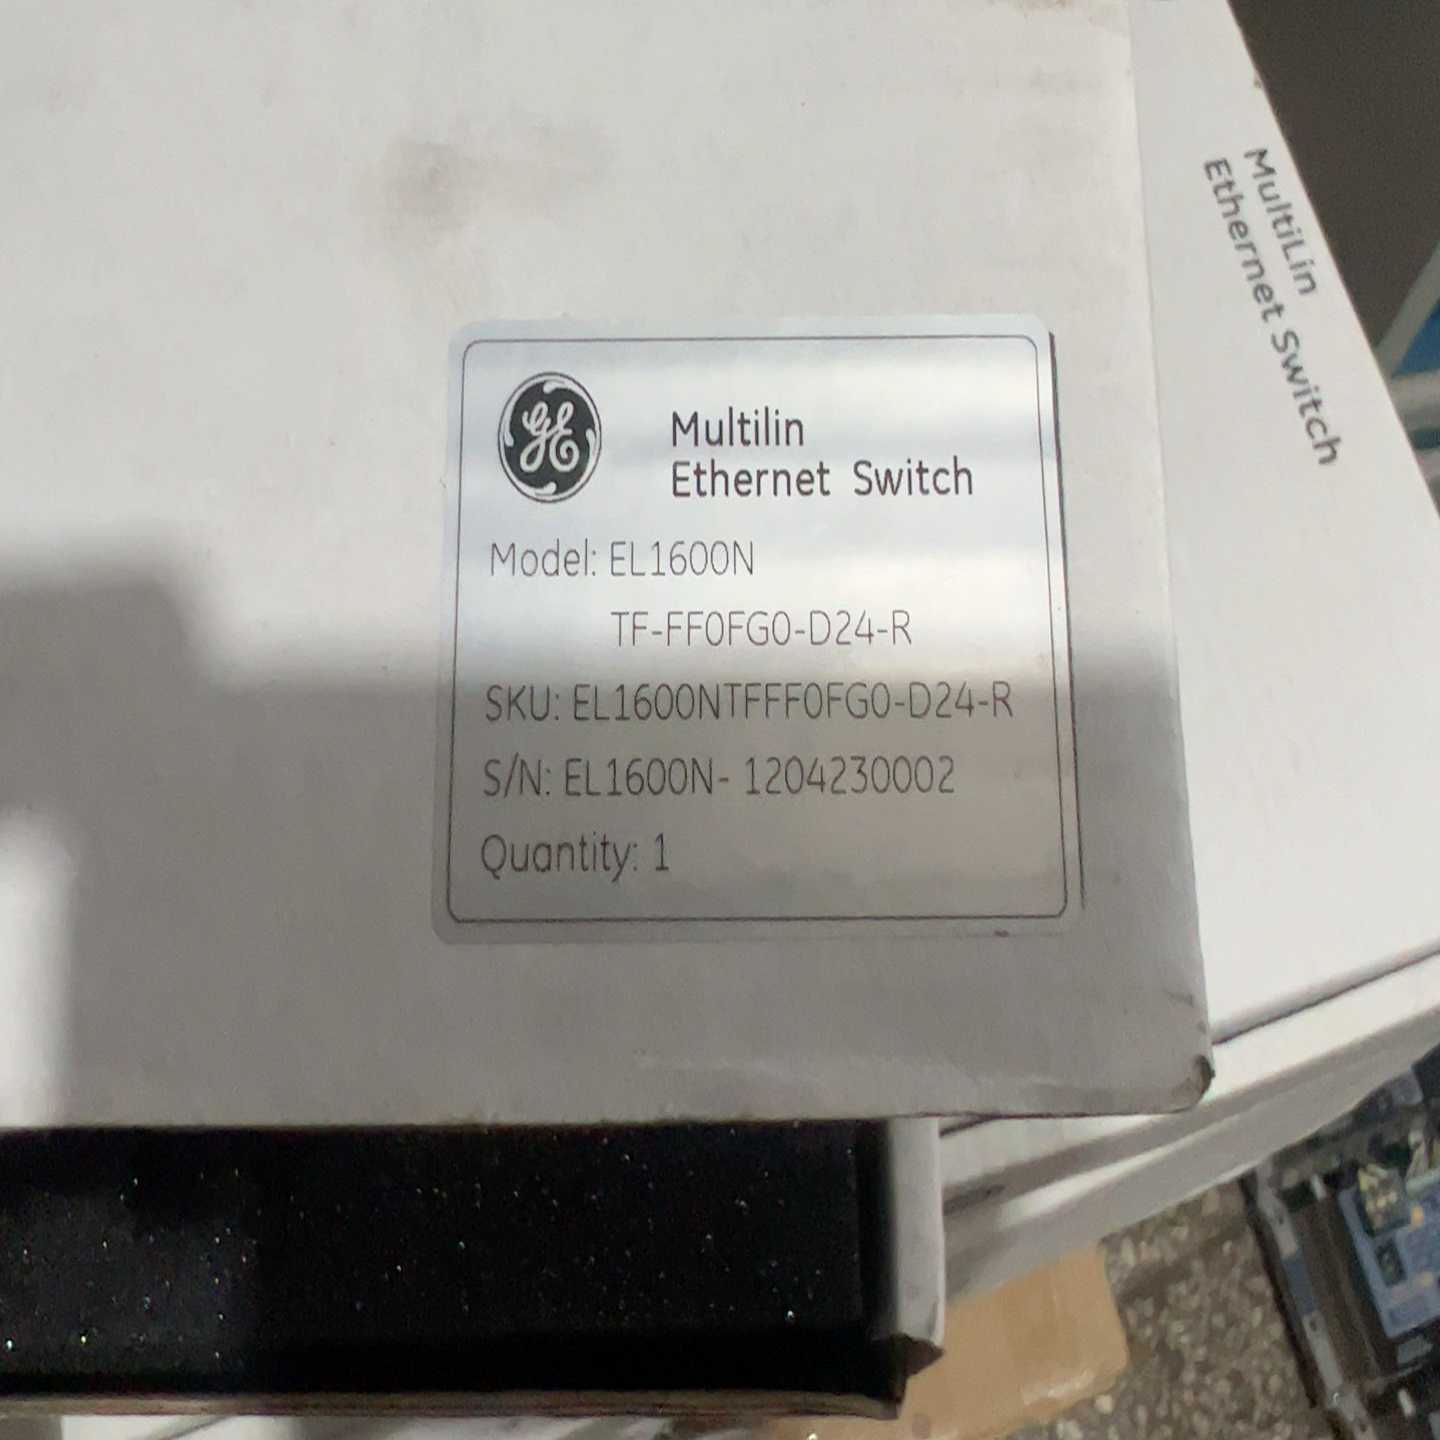 GE
Multilin
Ethernet Switch
Model: EL1600N
TF-FF0FG0-D24-R
SKU: EL1600NTFFF0FG0-D24-R
S/N: EL1600N- 1204230002
Quantity: 1
MultiLin
Ethernet Switch